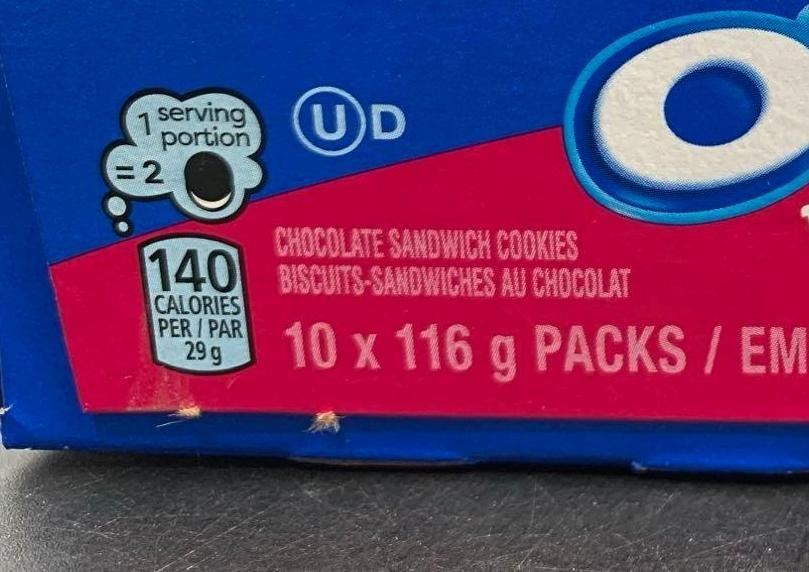 1 serving
portion
= 2
U D
O
140
CALORIES
PER / PAR
29 g
CHOCOLATE SANDWICH COOKIES
BISCUITS-SANDWICHES AU CHOCOLAT
10 x 116 g PACKS / EM